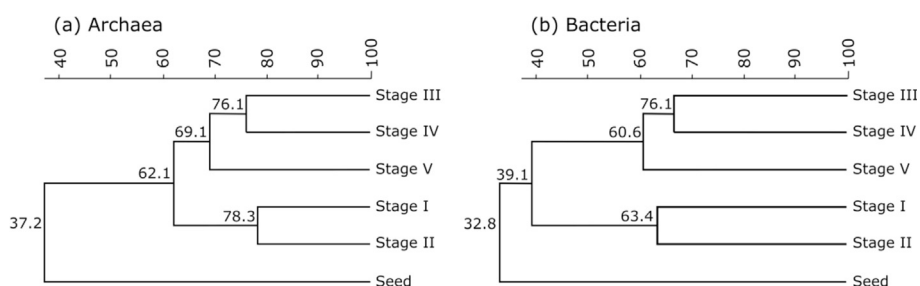 (a) Archaea
40 50 60 70 80 90 100
Stage III
76.1
Stage IV
69.1
Stage V
62.1
Stage I
78.3
37.2
Stage II
Seed
(b) Bacteria
40 50 60 70 80 90 100
Stage III
76.1
Stage IV
60.6
Stage V
39.1
Stage I
63.4
32.8
Stage II
Seed